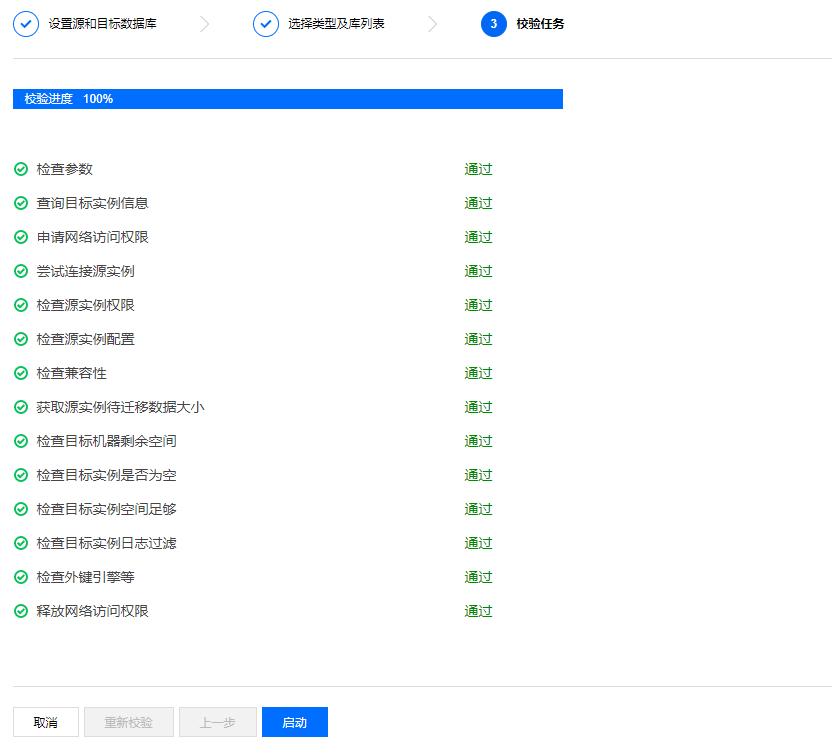 设置源和目标数据库 选择类型及库列表 3 校验任务
校验进度 100%
检查参数 通过
查询目标实例信息 通过
申请网络访问权限 通过
尝试连接源实例 通过
检查源实例权限 通过
检查源实例配置 通过
检查兼容性 通过
获取源实例待迁移数据大小 通过
检查目标机器剩余空间 通过
检查目标实例是否为空 通过
检查目标实例空间足够 通过
检查目标实例日志过滤 通过
检查外键引擎等 通过
释放网络访问权限 通过
取消 重新校验 上一步 启动